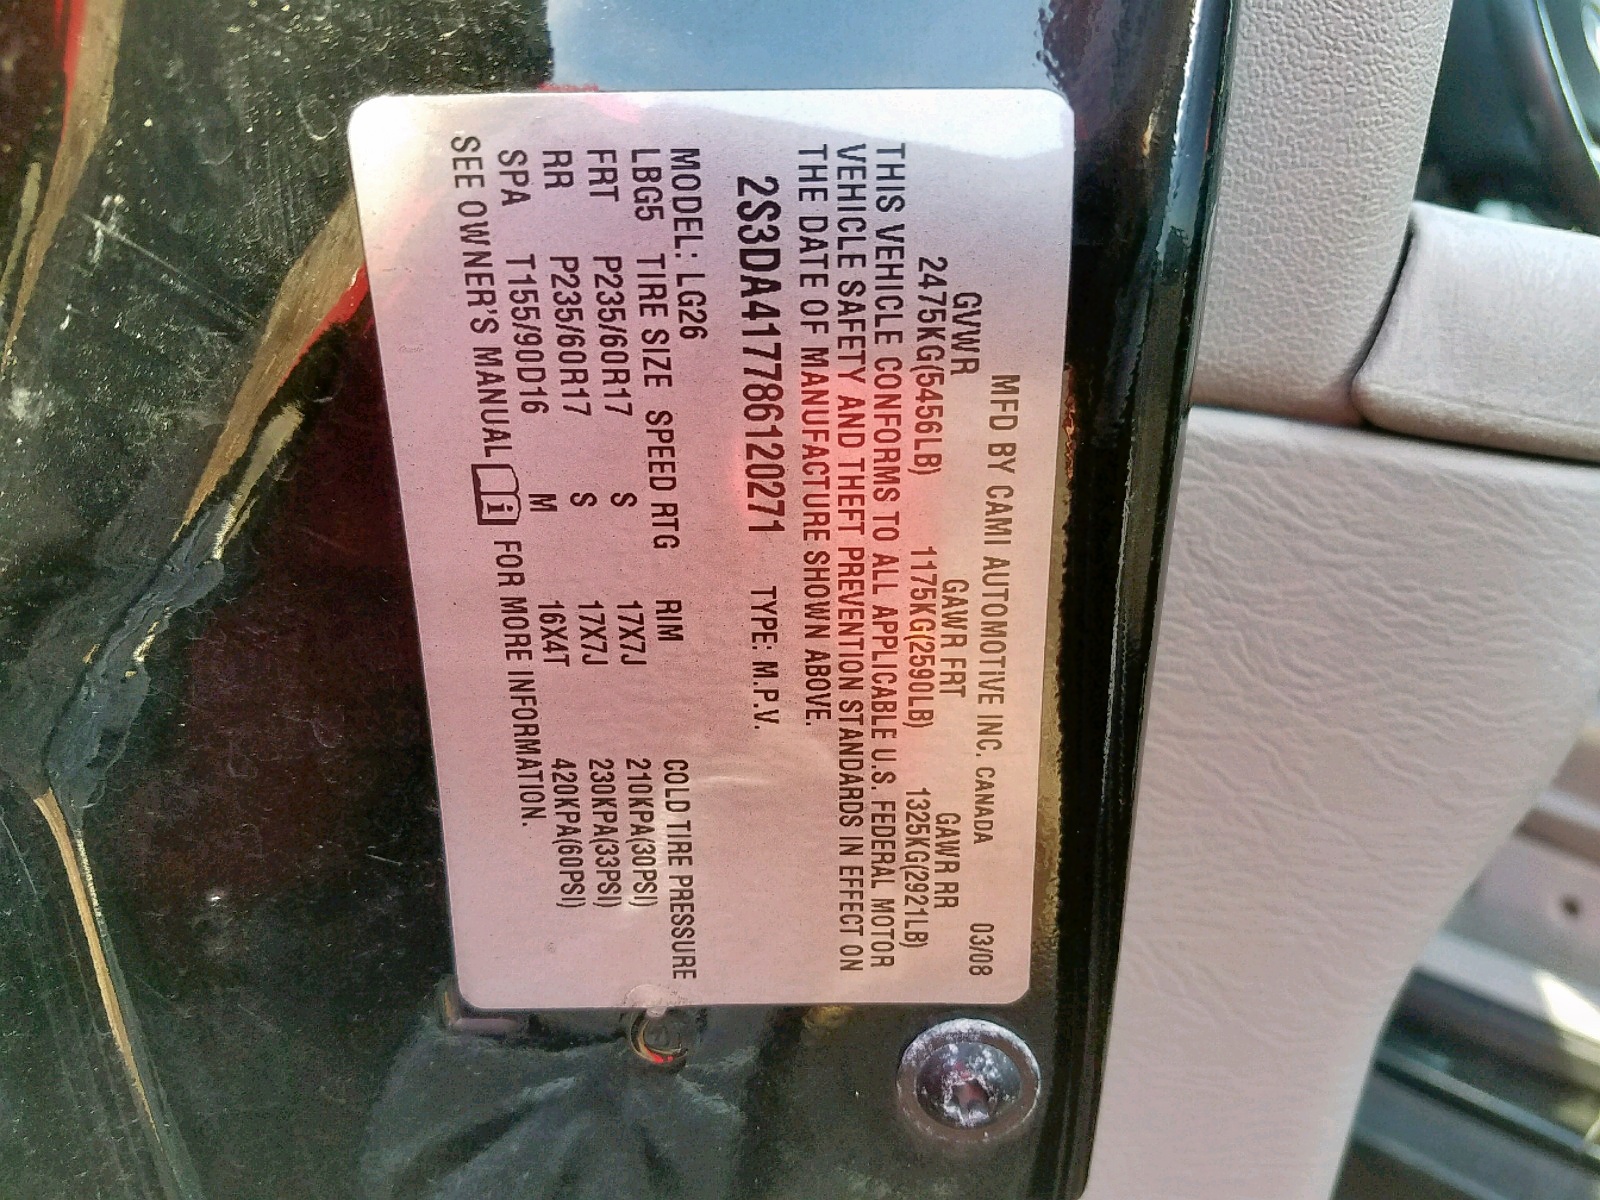 MFD BY CAMI AUTOMOTIVE INC. CANADA 03/08
GVWR GAWR FRT GAWR RR
2475KG(5456LB) 1175KG(2590LB) 1325KG(2921LB)
THIS VEHICLE CONFORMS TO ALL APPLICABLE U.S. FEDERAL MOTOR
VEHICLE SAFETY AND THEFT PREVENTION STANDARDS IN EFFECT ON
THE DATE OF MANUFACTURE SHOWN ABOVE.
2S3DA417786120271 TYPE: M.P.V.
MODEL: LG26
LBG5 TIRE SIZE SPEED RTG RIM COLD TIRE PRESSURE
FRT P235/60R17 S 17X7J 210KPA(30PSI)
RR P235/60R17 S 17X7J 230KPA(33PSI)
SPA T155/90D16 M 16X4T 420KPA(60PSI)
SEE OWNER'S MANUAL i FOR MORE INFORMATION.